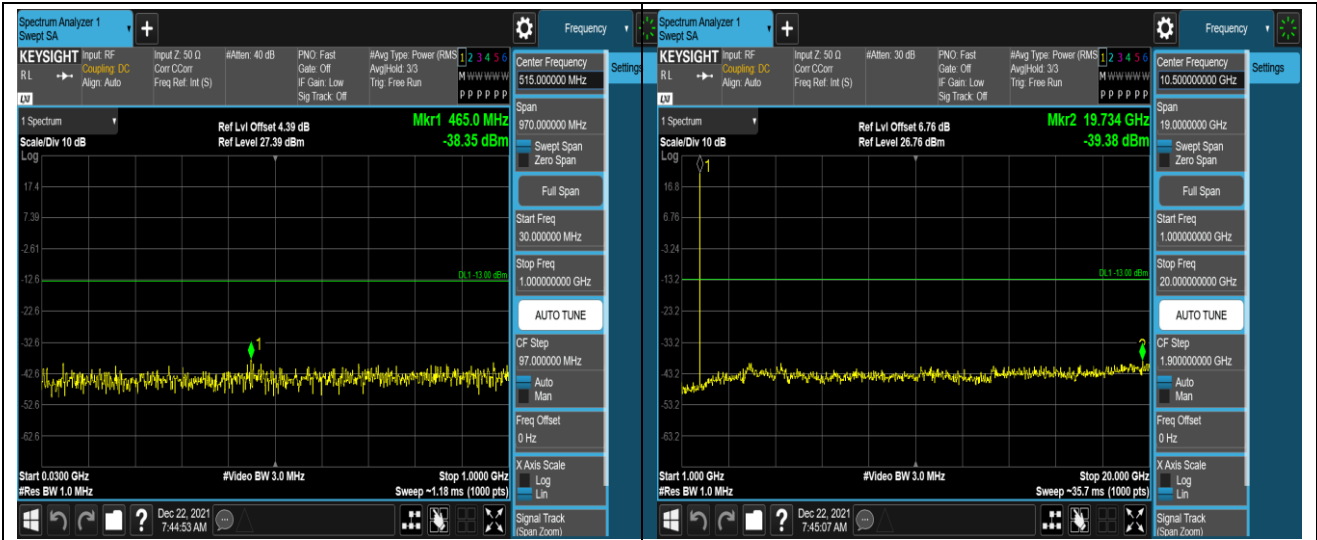 Spectrum Analyzer 1
Swept SA
+
Frequency
KEYSIGHT
RL
LXI
Input: RF
Coupling: DC
Align: Auto
Input Z: 50 Ω
Corr CCorr
Freq Ref: Int (S)
#Atten: 40 dB
PNO: Fast
Gate: Off
IF Gain: Low
Sig Track: Off
#Avg Type: Power (RMS
Avg|Hold: 3/3
Trig: Free Run
1 2 3 4 5 6
M W W W W W
P P P P P P
Center Frequency
515.000000 MHz
Settings
1 Spectrum
Scale/Div 10 dB
Ref Lvl Offset 4.39 dB
Ref Level 27.39 dBm
Mkr1 465.0 MHz
-38.35 dBm
Log
17.4
7.39
-2.61
-12.6
-22.6
-32.6
-42.6
-52.6
-62.6
DL1 -13.00 dBm
1
Start 0.0300 GHz
#Res BW 1.0 MHz
#Video BW 3.0 MHz
Stop 1.0000 GHz
Sweep ~1.18 ms (1000 pts)
Span
970.000000 MHz
Swept Span
Zero Span
Full Span
Start Freq
30.000000 MHz
Stop Freq
1.000000000 GHz
AUTO TUNE
CF Step
97.000000 MHz
Auto
Man
Freq Offset
0 Hz
X Axis Scale
Log
Lin
Signal Track
(Span Zoom)
?
Dec 22, 2021
7:44:53 AM
Spectrum Analyzer 1
Swept SA
+
Frequency
KEYSIGHT
RL
LXI
Input: RF
Coupling: DC
Align: Auto
Input Z: 50 Ω
Corr CCorr
Freq Ref: Int (S)
#Atten: 30 dB
PNO: Fast
Gate: Off
IF Gain: Low
Sig Track: Off
#Avg Type: Power (RMS
Avg|Hold: 3/3
Trig: Free Run
1 2 3 4 5 6
M W W W W W
P P P P P P
Center Frequency
10.500000000 GHz
Settings
1 Spectrum
Scale/Div 10 dB
Ref Lvl Offset 6.76 dB
Ref Level 26.76 dBm
Mkr2 19.734 GHz
-39.38 dBm
Log
1
16.8
6.76
-3.24
-13.2
-23.2
-33.2
-43.2
-53.2
-63.2
DL1 -13.00 dBm
2
Start 1.000 GHz
#Res BW 1.0 MHz
#Video BW 3.0 MHz
Stop 20.000 GHz
Sweep ~35.7 ms (1000 pts)
Span
19.0000000 GHz
Swept Span
Zero Span
Full Span
Start Freq
1.000000000 GHz
Stop Freq
20.000000000 GHz
AUTO TUNE
CF Step
1.900000000 GHz
Auto
Man
Freq Offset
0 Hz
X Axis Scale
Log
Lin
Signal Track
(Span Zoom)
?
Dec 22, 2021
7:45:07 AM